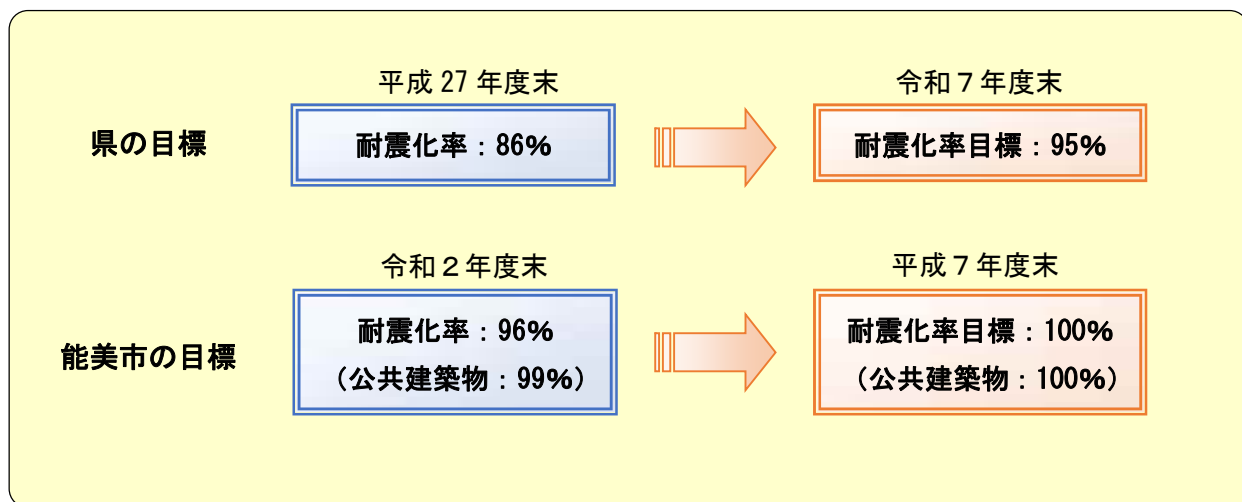 平成 27 年度末
令和７年度末
県の目標
耐震化率：86%
耐震化率目標：95%
令和２年度末
平成７年度末
能美市の目標
耐震化率：96%
（公共建築物：99%）
耐震化率目標：100%
（公共建築物：100%）